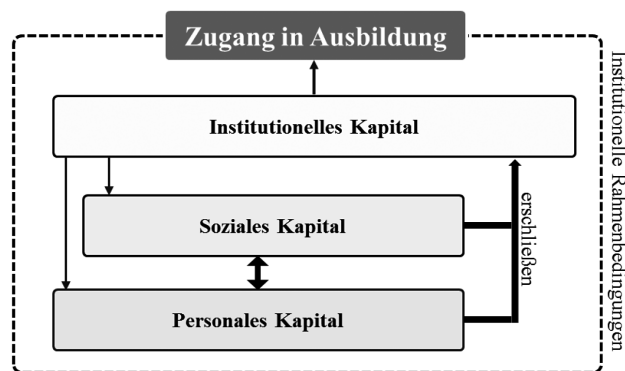 Zugang in Ausbildung
Institutionelles Kapital
Soziales Kapital
Personales Kapital
erschließen
Institutionelle Rahmenbedingungen